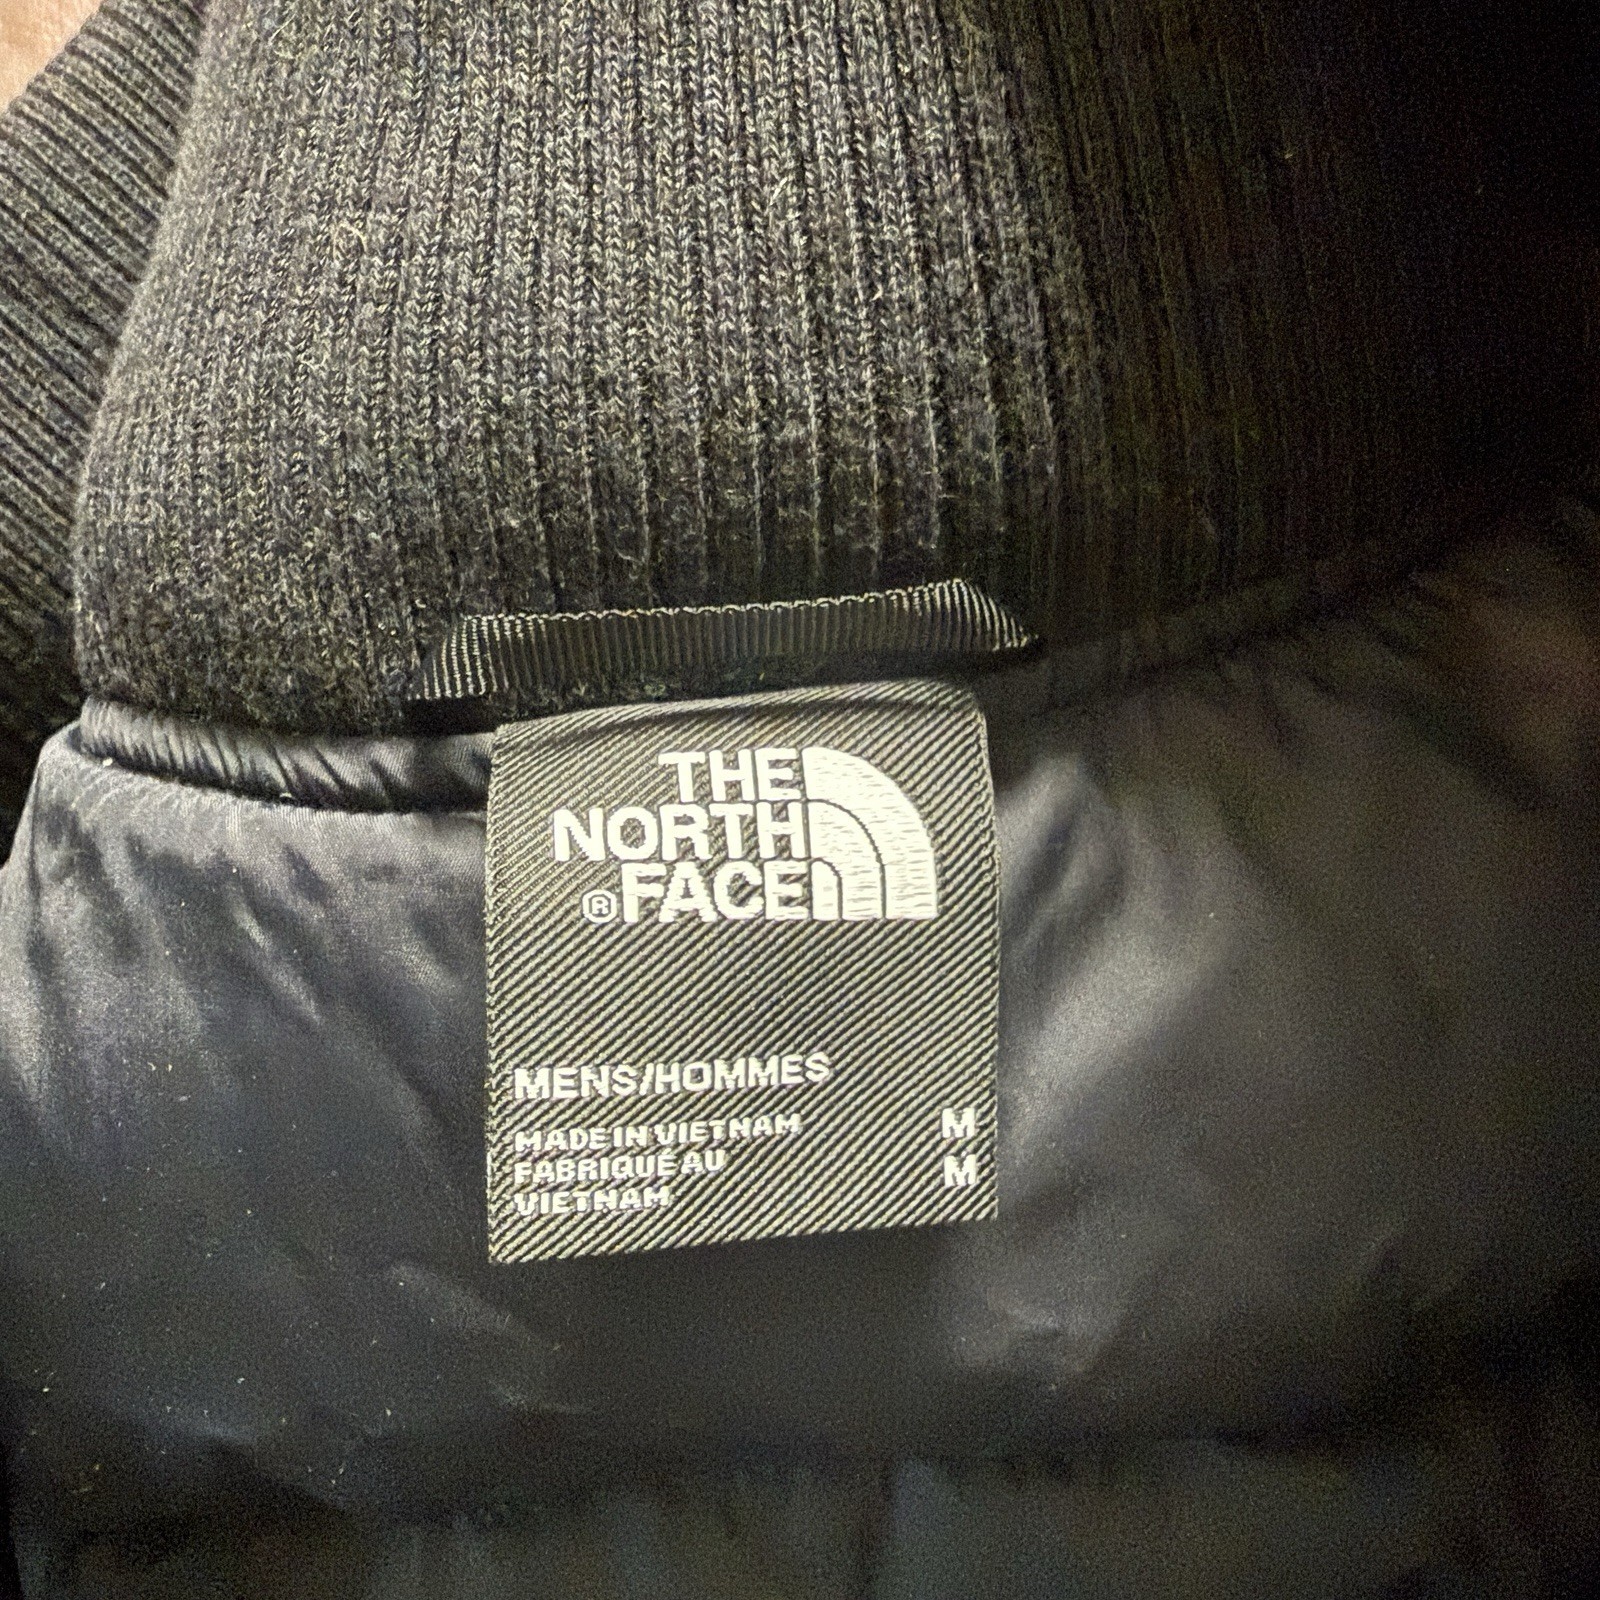 THE
NORTH
®FACE
MENS/HOMMES
MADE IN VIETNAM M
FABRIQUÉ AU M
VIETNAM